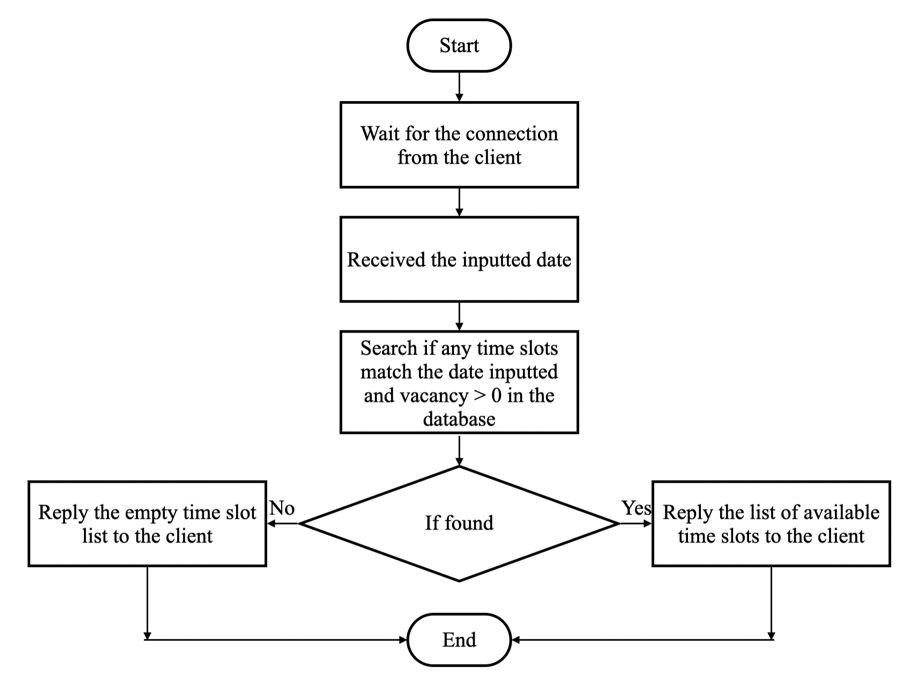 Start
Wait for the connection
from the client
Received the inputted date
Search if any time slots
match the date inputted
and vacancy > 0 in the
database
If found
No
Yes
Reply the empty time slot
list to the client
Reply the list of available
time slots to the client
End